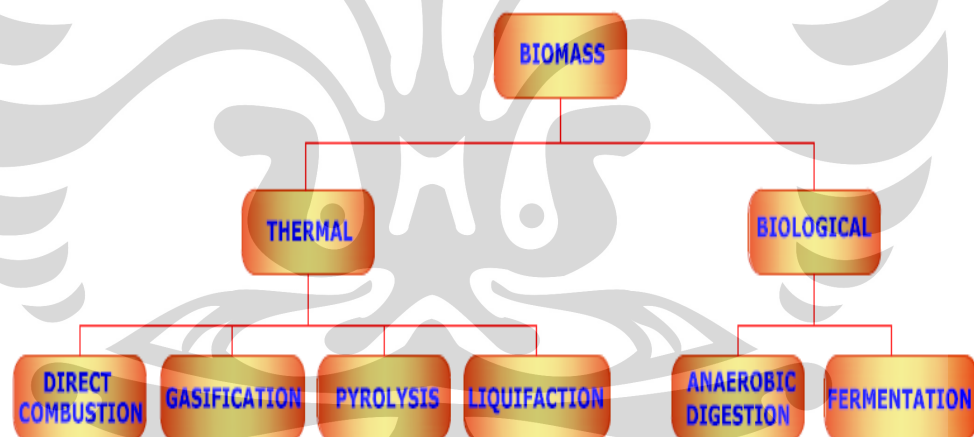 BIOMASS
THERMAL
BIOLOGICAL
DIRECT
COMBUSTION
GASIFICATION
PYROLYSIS
LIQUIFACTION
ANAEROBIC
DIGESTION
FERMENTATION